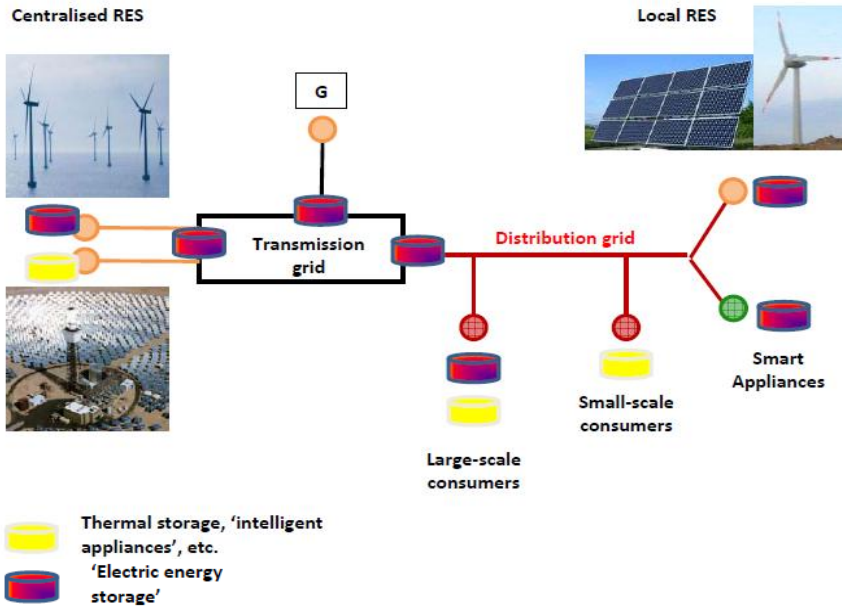 Centralised RES
Local RES
G
Transmission
grid
Distribution grid
Smart
Appliances
Small-scale
consumers
Large-scale
consumers
Thermal storage, ‘intelligent
appliances’, etc.
‘Electric energy
storage’